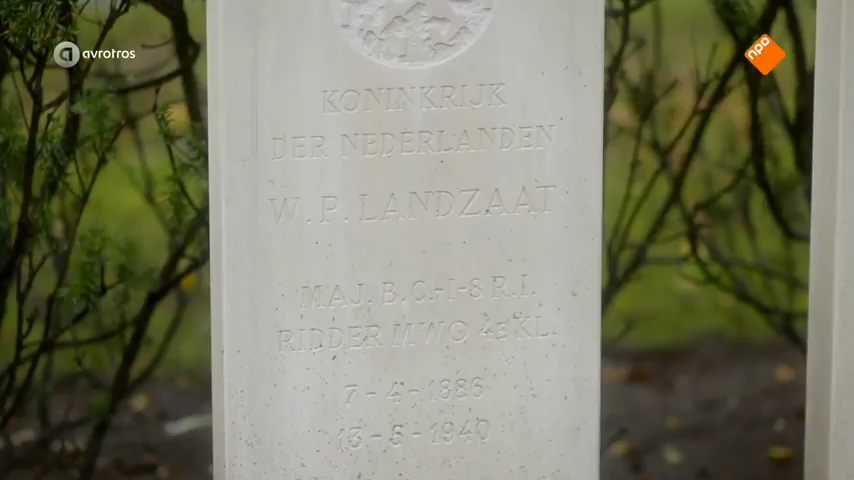 avrotros
npo
KONINKRIJK
DER NEDERLANDEN
W.P. LANDZAAT
MAJ. B. C.-I-8 R.I.
RIDDER MWO 4E KL.
7-4-1886
13-5-1940